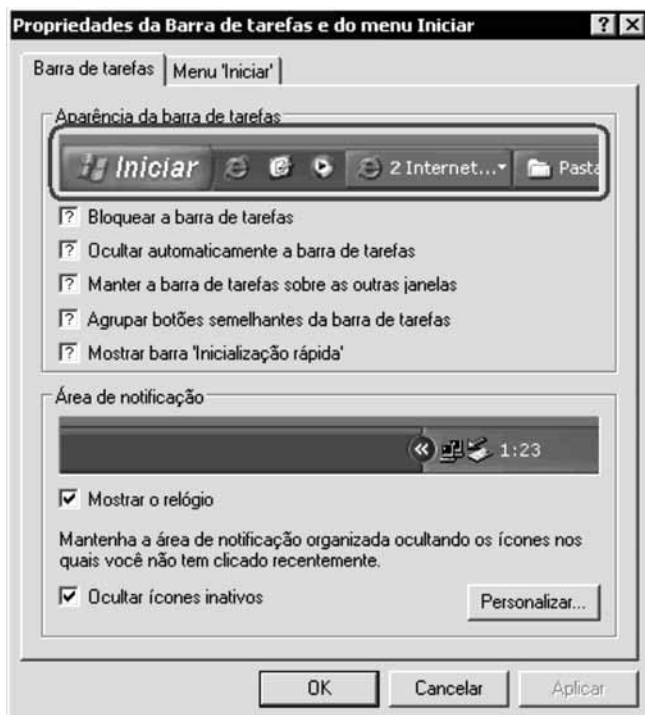 Propriedades da Barra de tarefas e do menu Iniciar
Barra de tarefas
Menu 'Iniciar'
Aparência da barra de tarefas
Iniciar
2 Internet...
Pasta
? Bloquear a barra de tarefas
? Ocultar automaticamente a barra de tarefas
? Manter a barra de tarefas sobre as outras janelas
? Agrupar botões semelhantes da barra de tarefas
? Mostrar barra 'Inicialização rápida'
Área de notificação
1:23
Mostrar o relógio
Mantenha a área de notificação organizada ocultando os ícones nos
quais você não tem clicado recentemente.
Ocultar ícones inativos
Personalizar...
OK
Cancelar
Aplicar